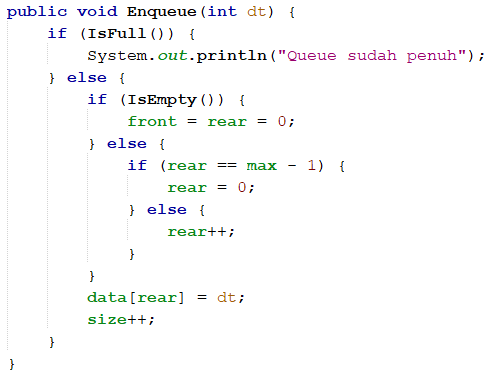 public void Enqueue(int dt) {
    if (IsFull()) {
        System.out.println("Queue sudah penuh");
    } else {
        if (IsEmpty()) {
            front = rear = 0;
        } else {
            if (rear == max - 1) {
                rear = 0;
            } else {
                rear++;
            }
        }
        data[rear] = dt;
        size++;
    }
}